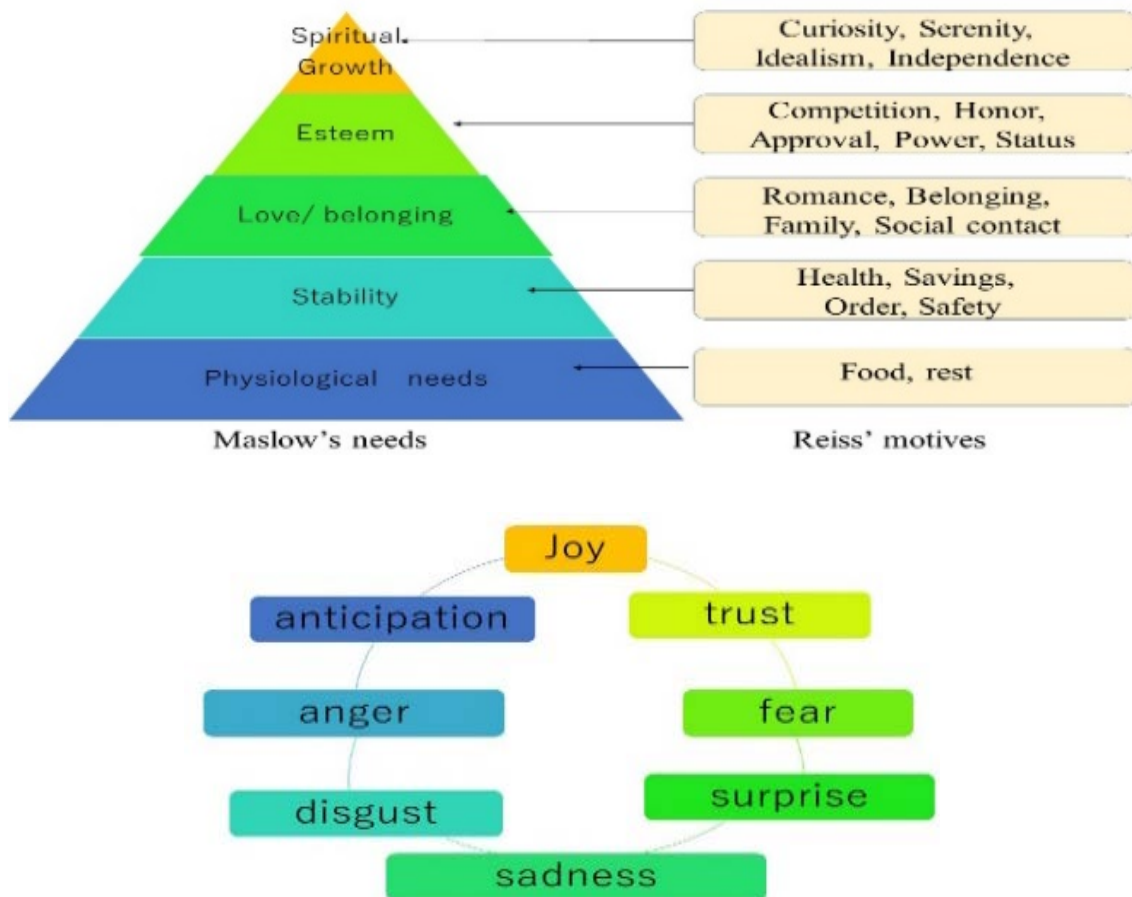 Spiritual
Growth
Curiosity, Serenity,
Idealism, Independence
Esteem
Competition, Honor,
Approval, Power, Status
Love/ belonging
Romance, Belonging,
Family, Social contact
Stability
Health, Savings,
Order, Safety
Physiological needs
Food, rest
Maslow's needs
Reiss' motives
Joy
anticipation
trust
anger
fear
disgust
surprise
sadness